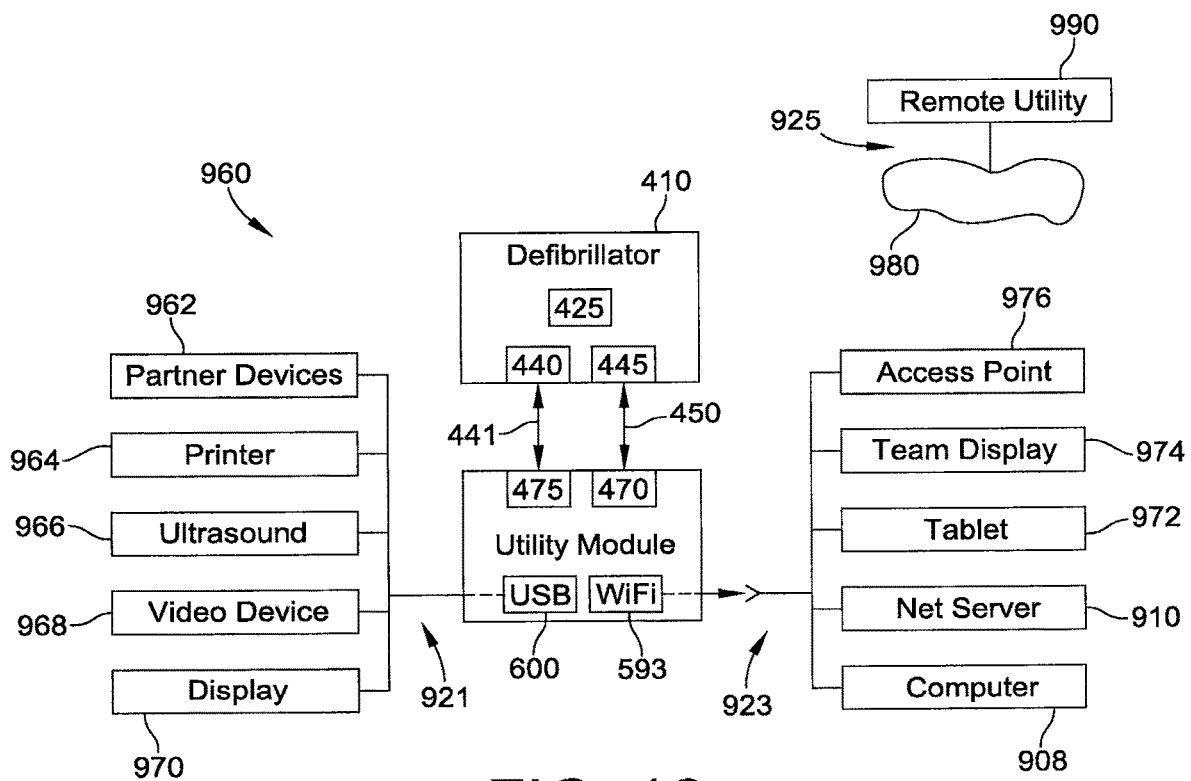 990
Remote Utility
925
980
960
410
Defibrillator
425
440 445
441 450
475 470
Utility Module
USB WiFi
600 593
962
Partner Devices
964 Printer
966 Ultrasound
968 Video Device
Display
970
921
976
Access Point
Team Display 974
Tablet 972
Net Server 910
Computer
908
923
FIG.